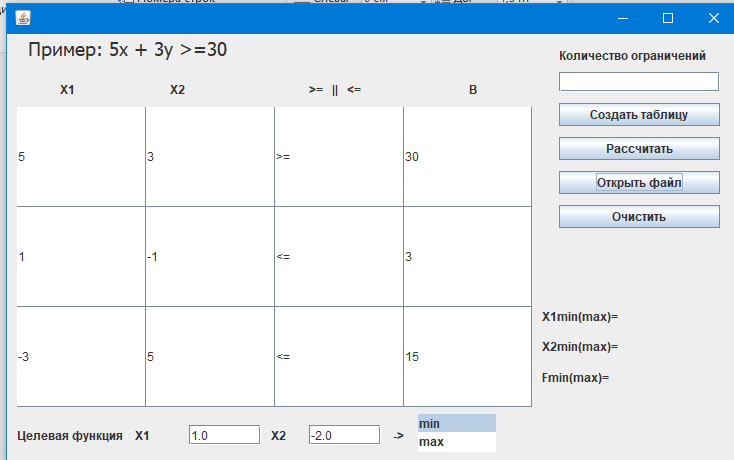 Пример: 5x + 3y >=30
Количество ограничений
X1 X2 >= || <= B
Создать таблицу
5 3 >= 30
Рассчитать
Открыть файл
Очистить
1 -1 <= 3
X1min(max)=
X2min(max)=
-3 5 <= 15
Fmin(max)=
Целевая функция X1 1.0 X2 -2.0 -> min
max